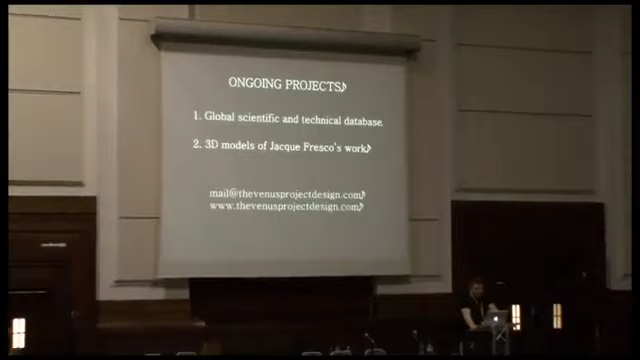 ONGOING PROJECTS♪
1. Global scientific and technical database.
2. 3D models of Jacque Fresco's work♪
mail@thevenusprojectdesign.com♪
www.thevenusprojectdesign.com♪